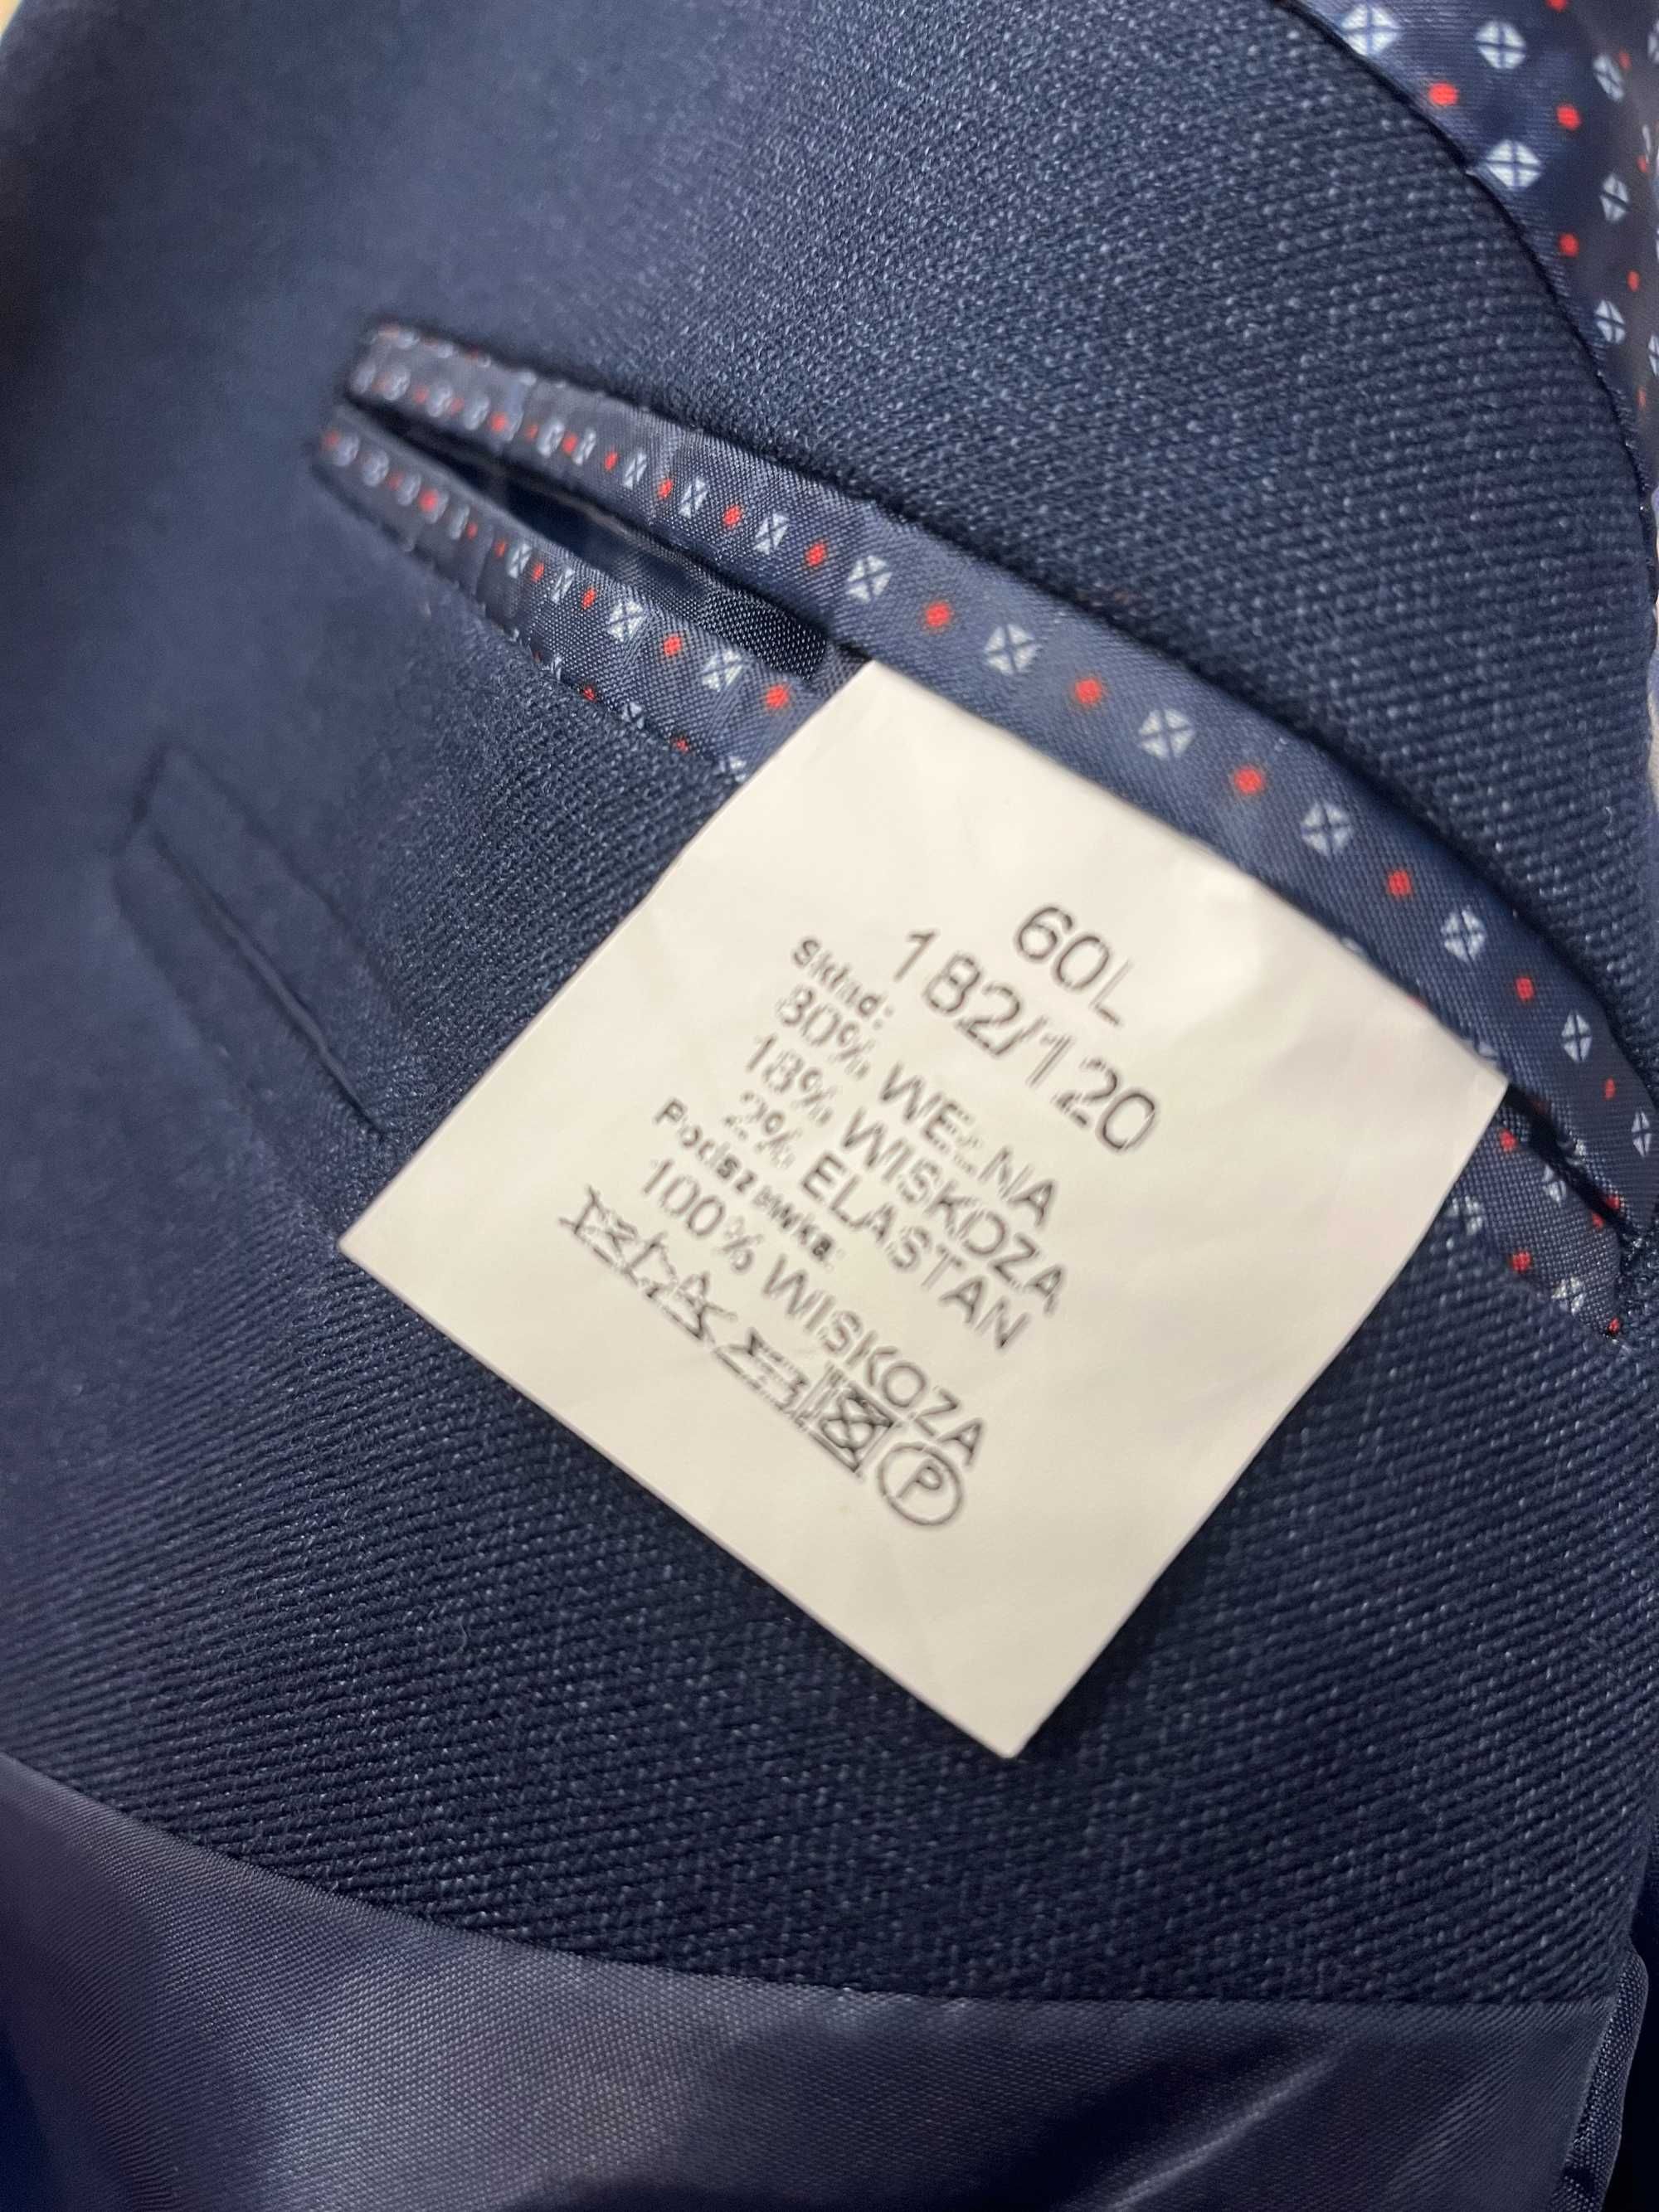 60L
182/120
Skład:
80% WEŁNA
18% WISKOZA
2% ELASTAN
Podszewka:
100% WISKOZA
P